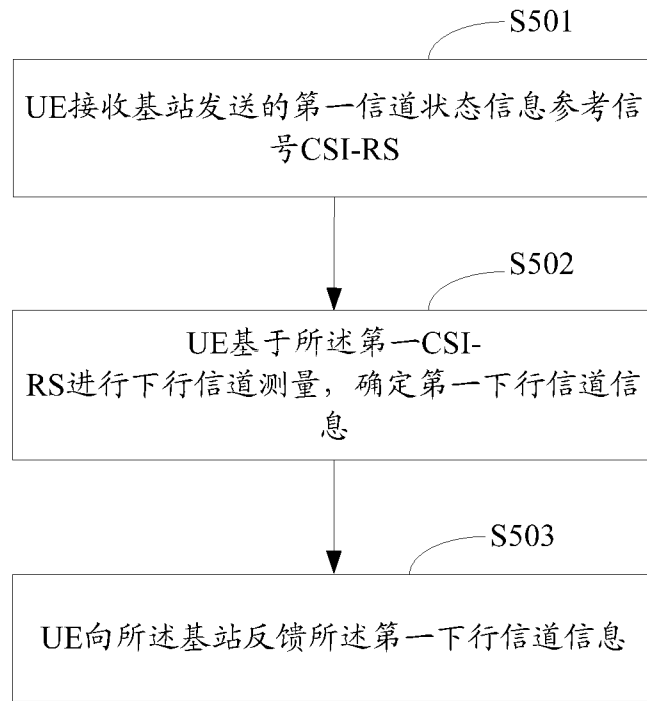 S501
UE接收基站发送的第一信道状态信息参考信
号CSI-RS
S502
UE基于所述第一CSI-
RS进行下行信道测量，确定第一下行信道信
息
S503
UE向所述基站反馈所述第一下行信道信息